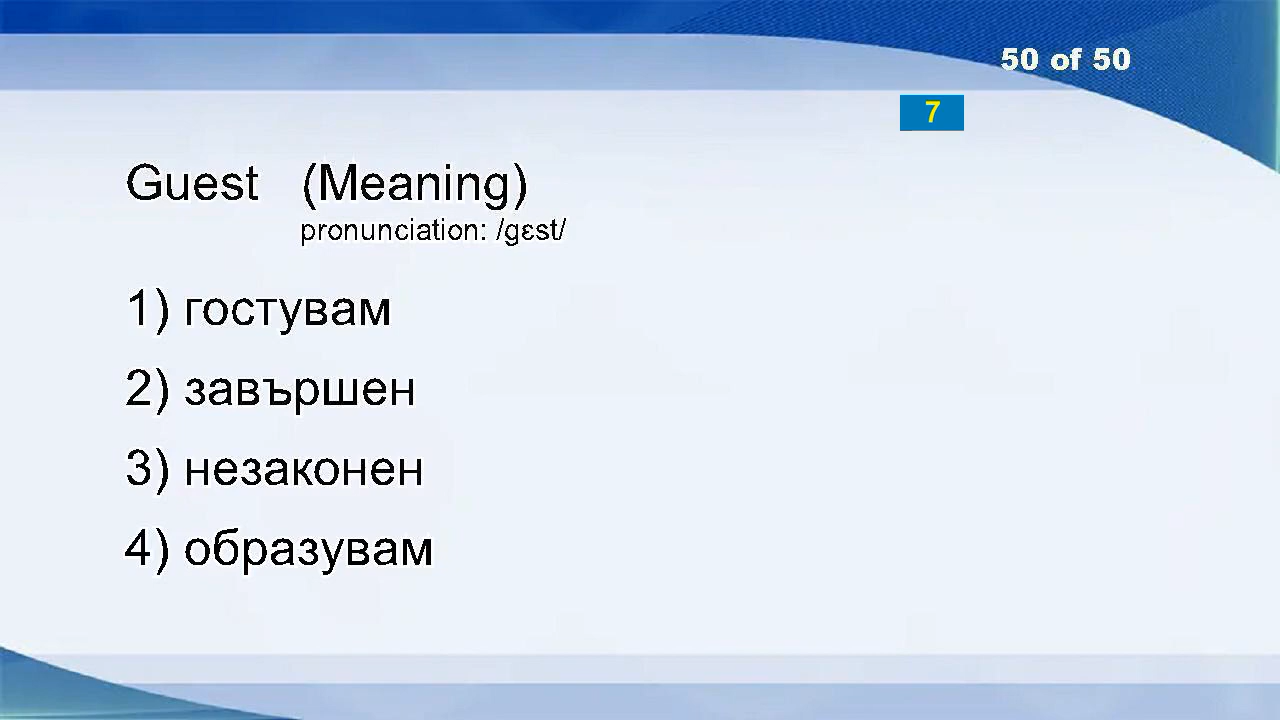 50 of 50
7
Guest (Meaning)
pronunciation: /gɛst/
1) гостувам
2) завършен
3) незаконен
4) образувам